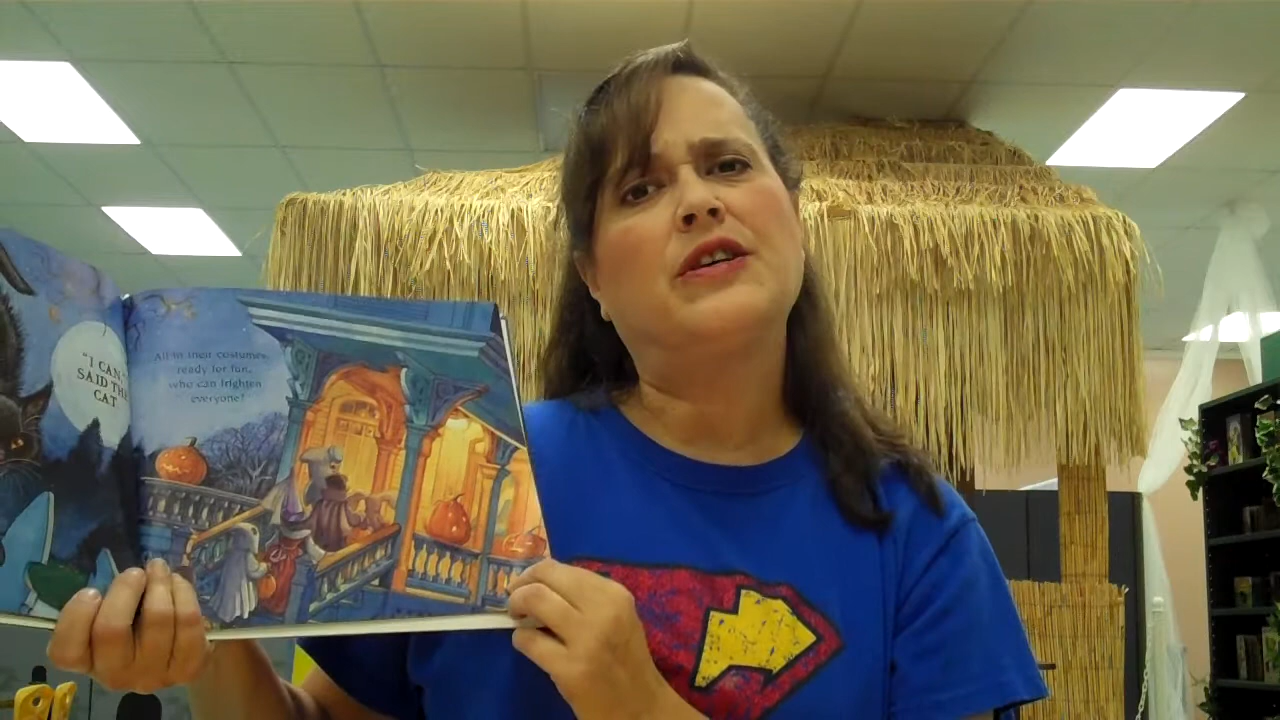 "I CAN"
SAID THE
CAT.
All in their costumes,
ready for fun,
who can frighten
everyone?